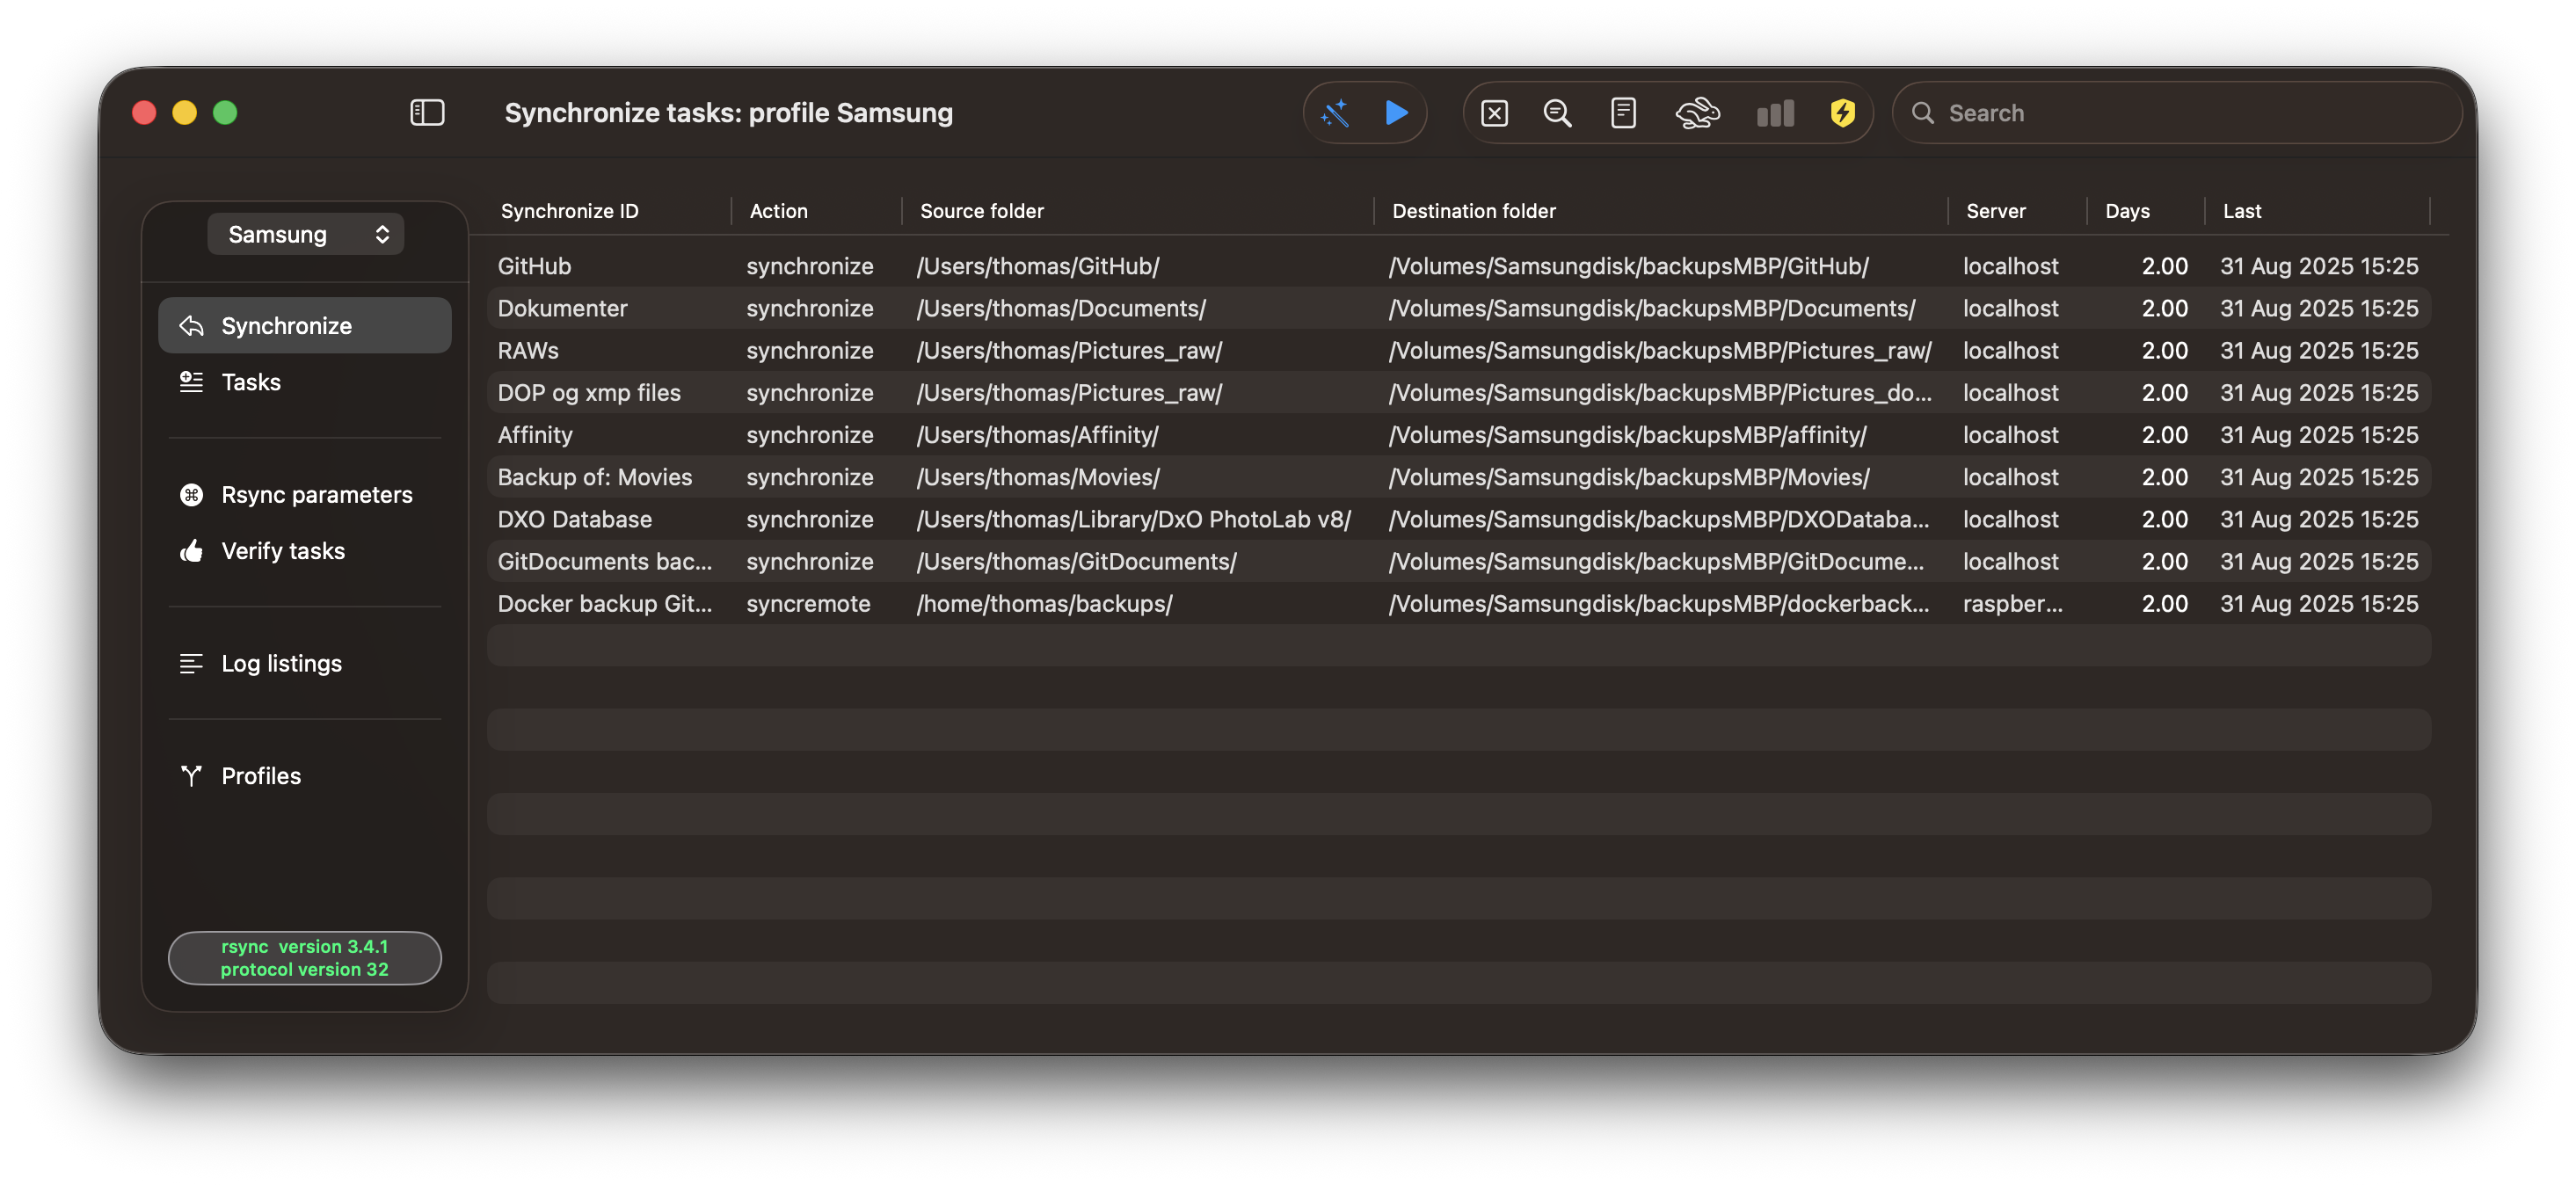 Synchronize tasks: profile Samsung
Search
Samsung
Synchronize
Tasks
Rsync parameters
Verify tasks
Log listings
Profiles
rsync  version 3.4.1
protocol version 32
Synchronize ID Action Source folder Destination folder Server Days Last
GitHub synchronize /Users/thomas/GitHub/ /Volumes/Samsungdisk/backupsMBP/GitHub/ localhost 2.00 31 Aug 2025 15:25
Dokumenter synchronize /Users/thomas/Documents/ /Volumes/Samsungdisk/backupsMBP/Documents/ localhost 2.00 31 Aug 2025 15:25
RAWs synchronize /Users/thomas/Pictures_raw/ /Volumes/Samsungdisk/backupsMBP/Pictures_raw/ localhost 2.00 31 Aug 2025 15:25
DOP og xmp files synchronize /Users/thomas/Pictures_raw/ /Volumes/Samsungdisk/backupsMBP/Pictures_do... localhost 2.00 31 Aug 2025 15:25
Affinity synchronize /Users/thomas/Affinity/ /Volumes/Samsungdisk/backupsMBP/affinity/ localhost 2.00 31 Aug 2025 15:25
Backup of: Movies synchronize /Users/thomas/Movies/ /Volumes/Samsungdisk/backupsMBP/Movies/ localhost 2.00 31 Aug 2025 15:25
DXO Database synchronize /Users/thomas/Library/DxO PhotoLab v8/ /Volumes/Samsungdisk/backupsMBP/DXODataba... localhost 2.00 31 Aug 2025 15:25
GitDocuments bac... synchronize /Users/thomas/GitDocuments/ /Volumes/Samsungdisk/backupsMBP/GitDocume... localhost 2.00 31 Aug 2025 15:25
Docker backup Git... syncremote /home/thomas/backups/ /Volumes/Samsungdisk/backupsMBP/dockerback... raspber... 2.00 31 Aug 2025 15:25